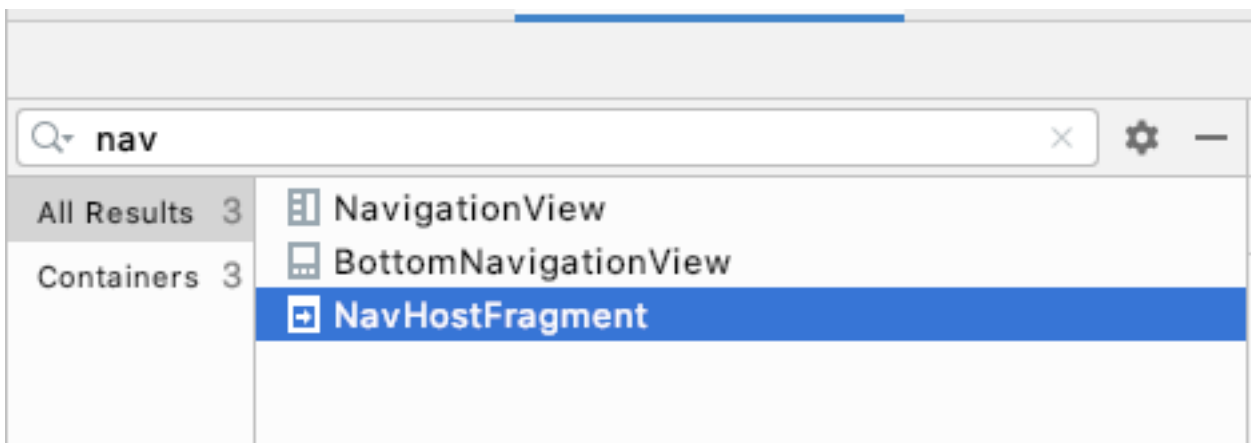 nav
All Results 3
Containers 3
NavigationView
BottomNavigationView
NavHostFragment